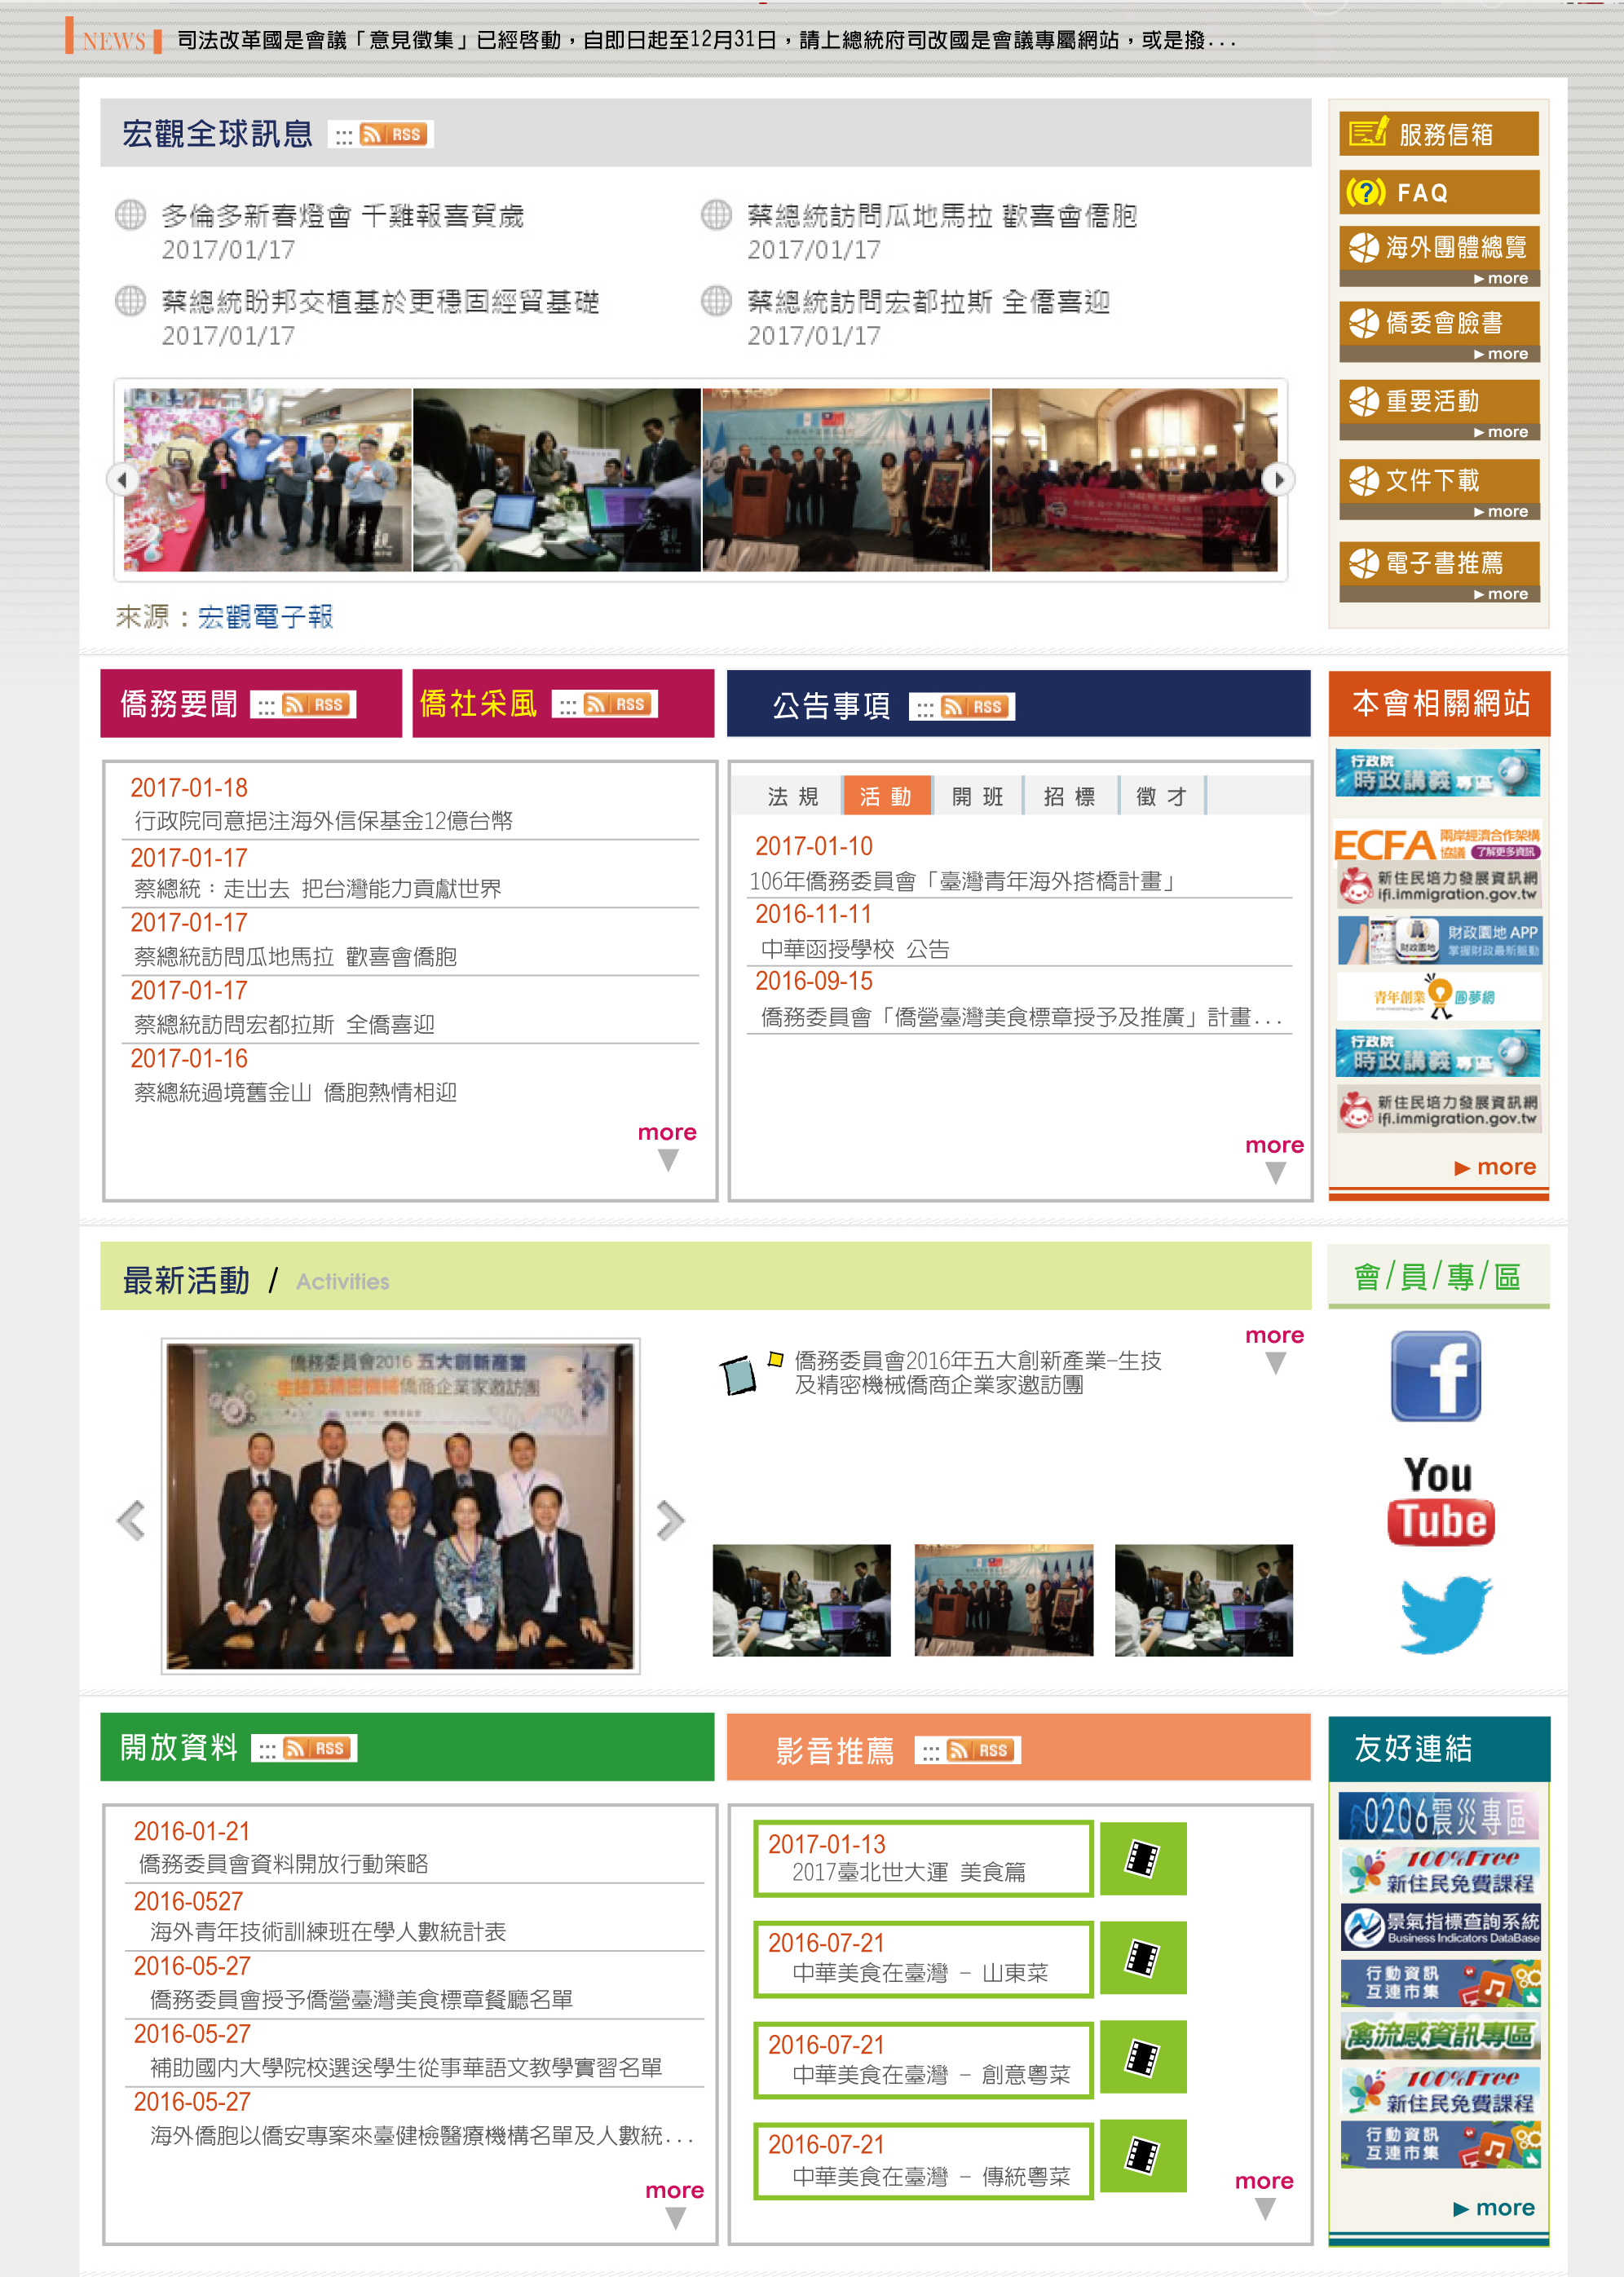 NEWS 司法改革國是會議「意見徵集」已經啓動，自即日起至12月31日，請上總統府司改國是會議專屬網站，或是撥...
宏觀全球訊息 RSS
多倫多新春燈會 千雞報喜賀歲
2017/01/17
蔡總統訪問瓜地馬拉 歡喜會僑胞
2017/01/17
蔡總統盼邦交植基於更穩固經貿基礎
2017/01/17
蔡總統訪問宏都拉斯 全僑喜迎
2017/01/17
來源：宏觀電子報
服務信箱
FAQ
海外團體總覽
more
僑委會臉書
more
重要活動
more
文件下載
more
電子書推薦
more
僑務要聞 RSS
僑社采風 RSS
2017-01-18
行政院同意挹注海外信保基金12億台幣
2017-01-17
蔡總統：走出去 把台灣能力貢獻世界
2017-01-17
蔡總統訪問瓜地馬拉 歡喜會僑胞
2017-01-17
蔡總統訪問宏都拉斯 全僑喜迎
2017-01-16
蔡總統過境舊金山 僑胞熱情相迎
more
公告事項 RSS
法規 活動 開班 招標 徵才
2017-01-10
106年僑務委員會「臺灣青年海外搭橋計畫」
2016-11-11
中華函授學校 公告
2016-09-15
僑務委員會「僑營臺灣美食標章授予及推廣」計畫...
more
本會相關網站
行政院
時政講義 專區
ECFA 兩岸經濟合作架構
協議 了解更多資訊
新住民培力發展資訊網
ifi.immigration.gov.tw
財政園地 APP
掌握財政最新脈動
財政園地
青年創業 圓夢網
行政院
時政講義 專區
新住民培力發展資訊網
ifi.immigration.gov.tw
more
最新活動 / Activities
僑務委員會2016 五大創新產業
生技及精密機械僑商企業家邀訪團
僑務委員會2016年五大創新產業-生技
及精密機械僑商企業家邀訪團
more
會/員/專/區
f
You
Tube
開放資料 RSS
2016-01-21
僑務委員會資料開放行動策略
2016-0527
海外青年技術訓練班在學人數統計表
2016-05-27
僑務委員會授予僑營臺灣美食標章餐廳名單
2016-05-27
補助國內大學院校選送學生從事華語文教學實習名單
2016-05-27
海外僑胞以僑安專案來臺健檢醫療機構名單及人數統...
more
影音推薦 RSS
2017-01-13
2017臺北世大運 美食篇
2016-07-21
中華美食在臺灣 - 山東菜
2016-07-21
中華美食在臺灣 - 創意粵菜
2016-07-21
中華美食在臺灣 - 傳統粵菜
more
友好連結
0206震災專區
100%Free
新住民免費課程
景氣指標查詢系統
Business Indicators DataBase
行動資訊
互連市集
禽流感資訊專區
100%Free
新住民免費課程
行動資訊
互連市集
more